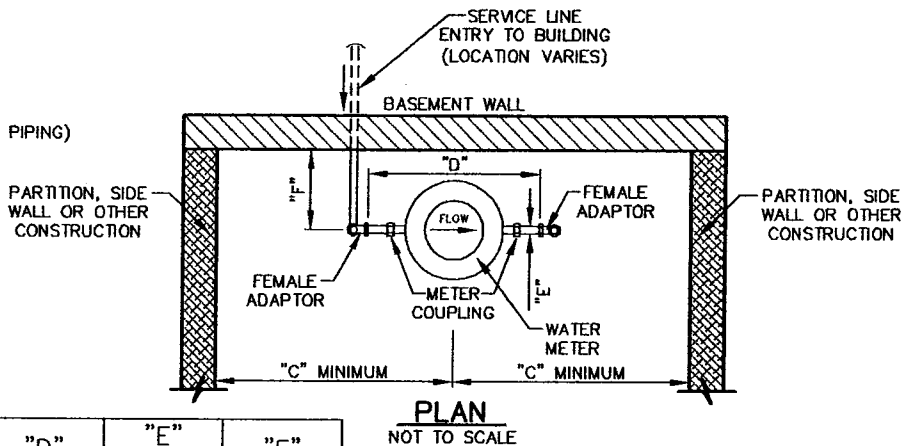 SERVICE LINE
ENTRY TO BUILDING
(LOCATION VARIES)
BASEMENT WALL
PIPING)
"D"
"F"
PARTITION, SIDE
WALL OR OTHER
CONSTRUCTION
FEMALE
ADAPTOR
PARTITION, SIDE
WALL OR OTHER
CONSTRUCTION
FLOW
FEMALE
ADAPTOR
METER
COUPLING
"E"
WATER
METER
"C" MINIMUM
"C" MINIMUM
PLAN
NOT TO SCALE
"D"
"E"
"F"